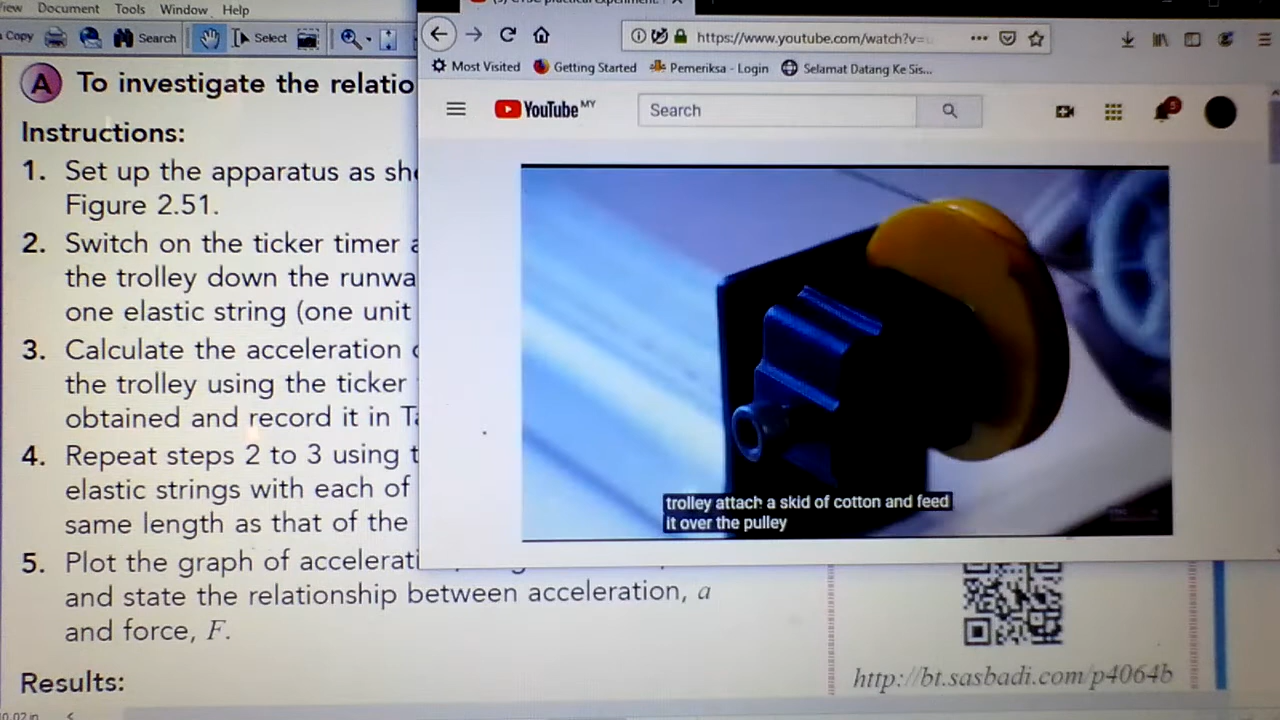 View Document Tools Window Help
Copy Search Select
A To investigate the relatio
Instructions:
1. Set up the apparatus as sh
Figure 2.51.
2. Switch on the ticker timer a
the trolley down the runwa
one elastic string (one unit
3. Calculate the acceleration
the trolley using the ticker
obtained and record it in Ta
4. Repeat steps 2 to 3 using t
elastic strings with each of
same length as that of the
5. Plot the graph of accelerati
and state the relationship between acceleration, a
and force, F.
Results:
https://www.youtube.com/watch?v=
Most Visited Getting Started Pemeriksa - Login Selamat Datang Ke Sis...
YouTube MY Search
trolley attach a skid of cotton and feed
it over the pulley
http://bt.sasbadi.com/p4064b